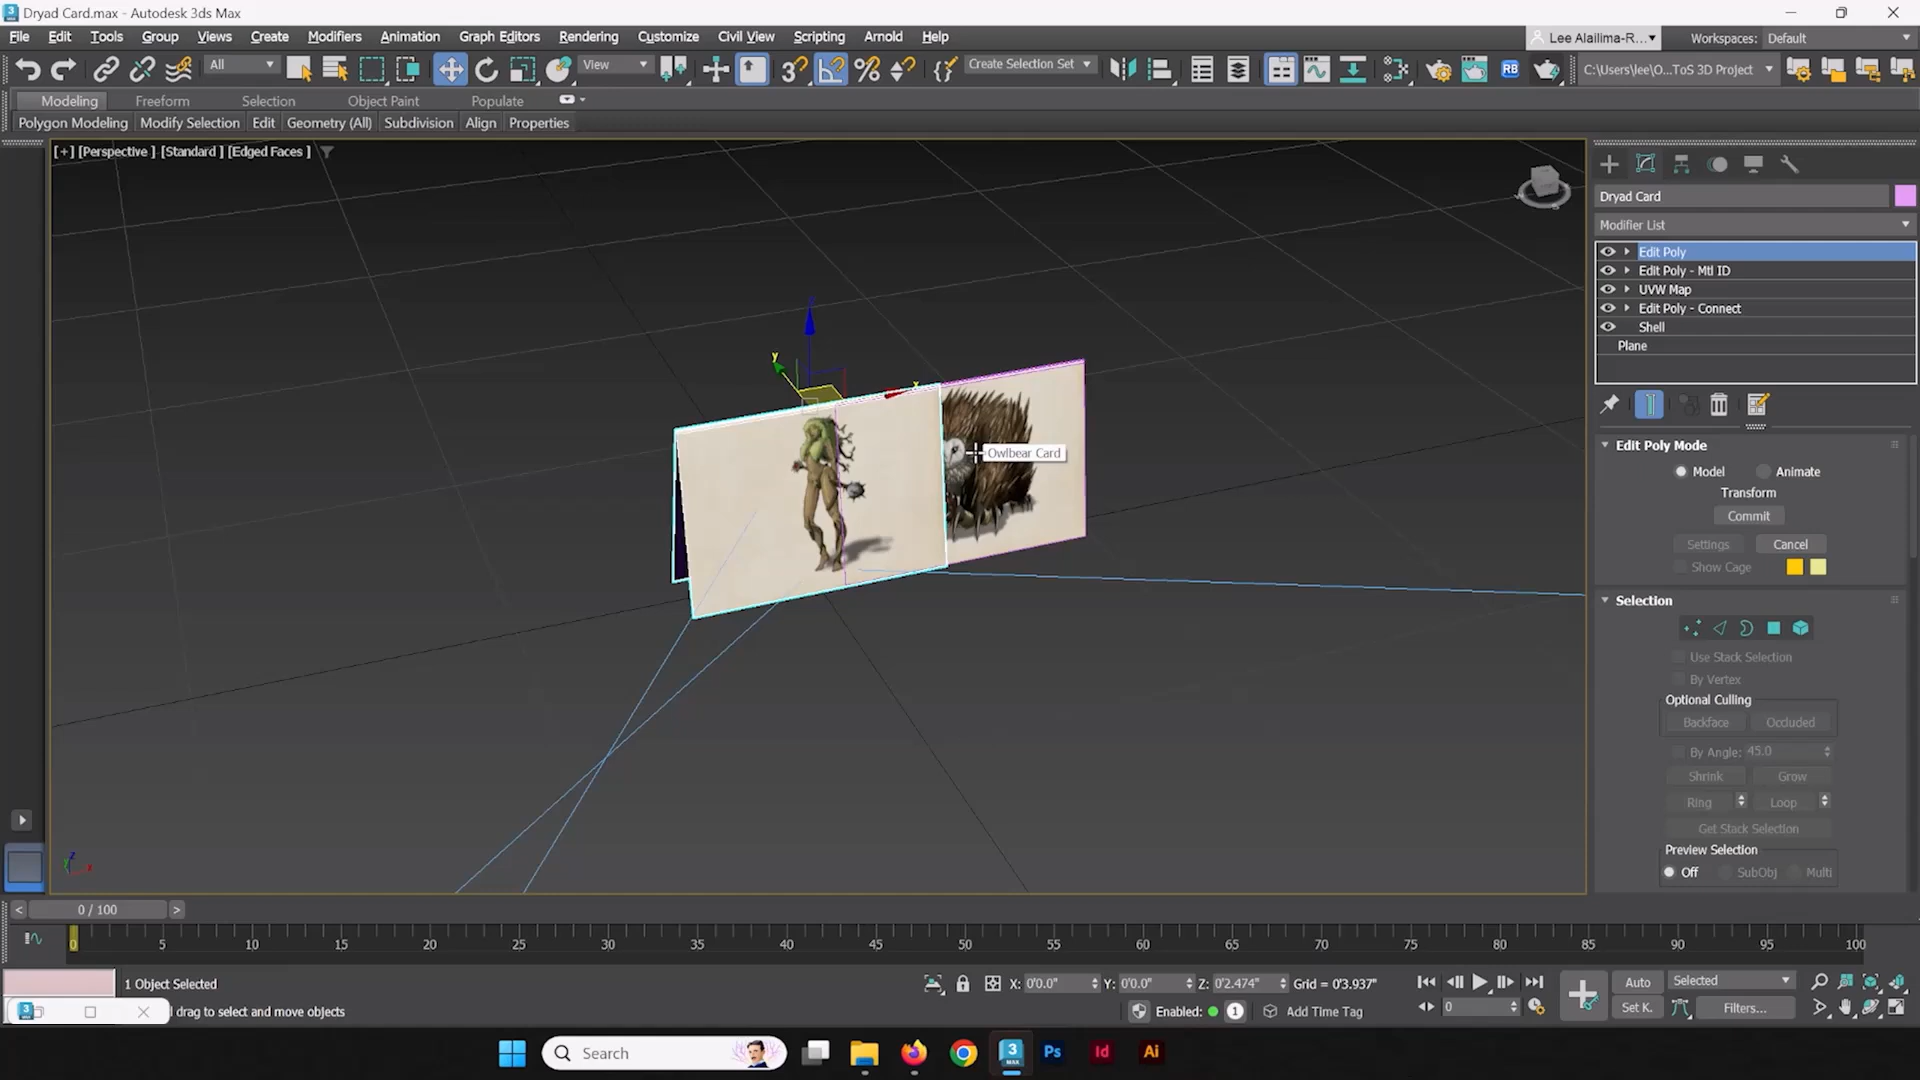 Dryad Card.max - Autodesk 3ds Max
File Edit Tools Group Views Create Modifiers Animation Graph Editors Rendering Customize Civil View Scripting Arnold Help
Lee Alailima-R... Workspaces: Default
All View Create Selection Set RB C:\Users\lee\O...ToS 3D Project
Modeling Freeform Selection Object Paint Populate
Polygon Modeling Modify Selection Edit Geometry (All) Subdivision Align Properties
[+] [Perspective ] [Standard ] [Edged Faces ]
Dryad Card
Modifier List
Edit Poly
Edit Poly - Mtl ID
UVW Map
Edit Poly - Connect
Shell
Plane
y
x
Owlbear Card
Edit Poly Mode
Model Animate
Transform
Commit
Settings Cancel
Show Cage
Selection
Use Stack Selection
By Vertex
Optional Culling
Backface Occluded
By Angle: 45.0
Shrink Grow
Ring Loop
Get Stack Selection
Preview Selection
Off SubObj Multi
< 0 / 100 >
0 5 10 15 20 25 30 35 40 45 50 55 60 65 70 75 80 85 90 95 100
1 Object Selected X: 0'0.0" Y: 0'0.0" Z: 0'2.474" Grid = 0'3.937" Auto Selected
drag to select and move objects Enabled: 1 Add Time Tag 0 Set K. Filters...
Search 3 MAX Ps Id Ai